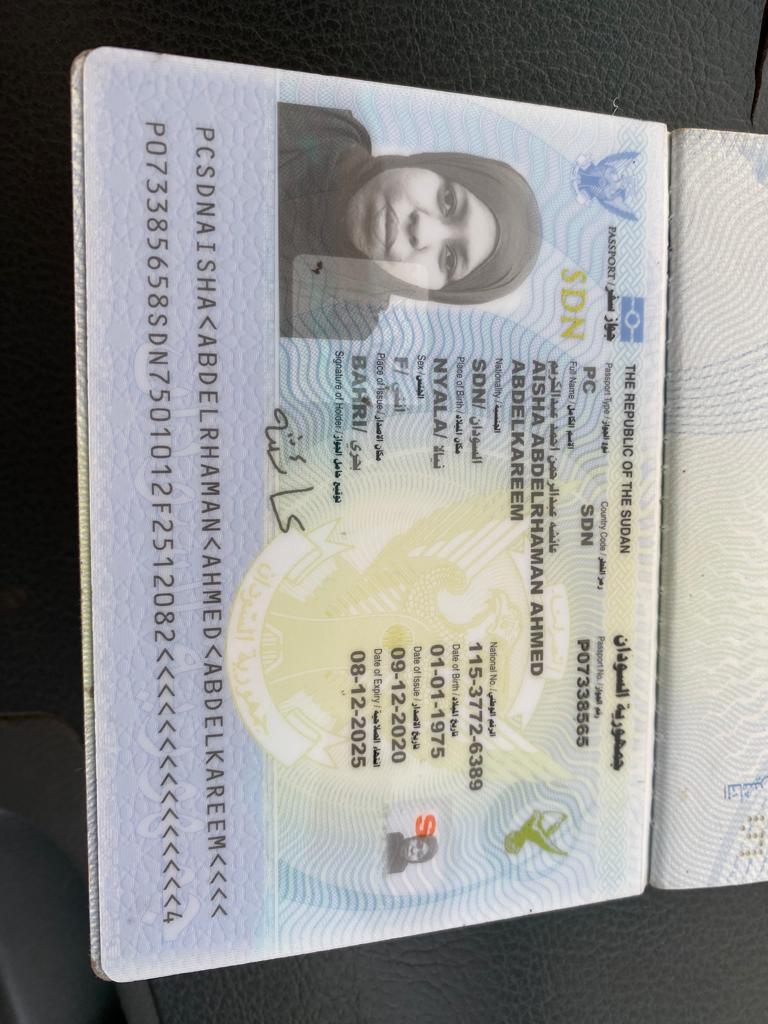 THE REPUBLIC OF THE SUDAN جمهورية السودان
PASSPORT / جواز سفر
Passport Type / نوع الجواز Country Code / رمز القطر Passport No. / رقم الجواز
PC SDN P07338565
SDN
Full Name / الاسم الكامل
عائشه عبدالرحمن احمد عبدالكريم
AISHA ABDELRHAMAN AHMED
ABDELKAREEM
Nationality / الجنسية National No. / الرقم الوطني
SDN/ السودان 115-3772-6389
Place of Birth / مكان الميلاد Date of Birth / تاريخ الميلاد
NYALA/ نيالا 01-01-1975
Sex / الجنس Date of Issue / تاريخ الاصدار
F/ أنثي 09-12-2020
Place of Issue / مكان الاصدار Date of Expiry / انتهاء الصلاحية
BAHRI/ بحري 08-12-2025
Signature of Holder / توقيع حامل الجواز
عائشه
جمهورية السودان
PCSDNAISHA<ABDELRHAMAN<AHMED<ABDELKAREEM<<<<
P073385658SDN7501012F2512082<<<<<<<<<<<<<<<4